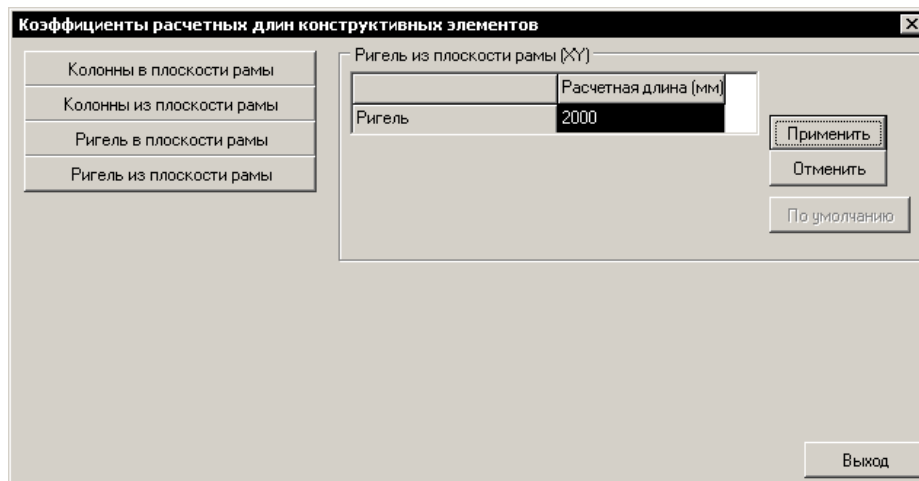 Коэффициенты расчетных длин конструктивных элементов
Колонны в плоскости рамы
Колонны из плоскости рамы
Ригель в плоскости рамы
Ригель из плоскости рамы
Ригель из плоскости рамы (XY)
Расчетная длина (мм)
Ригель 2000
Применить
Отменить
По умолчанию
Выход